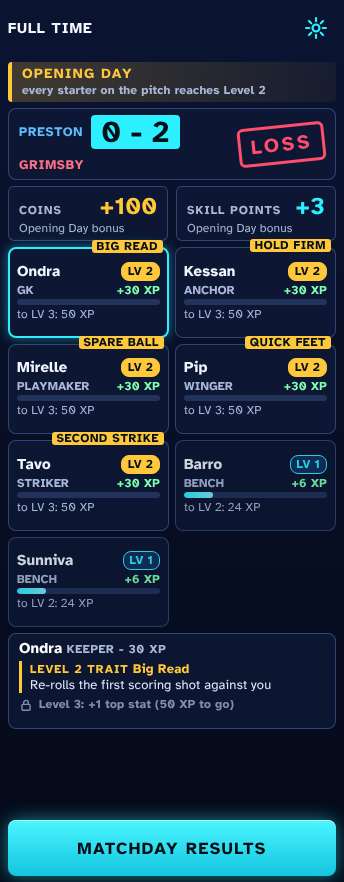 FULL TIME
OPENING DAY
every starter on the pitch reaches Level 2
PRESTON 0 - 2
GRIMSBY
LOSS
COINS +100
Opening Day bonus
SKILL POINTS +3
Opening Day bonus
BIG READ
Ondra LV 2
GK +30 XP
to LV 3: 50 XP
HOLD FIRM
Kessan LV 2
ANCHOR +30 XP
to LV 3: 50 XP
SPARE BALL
Mirelle LV 2
PLAYMAKER +30 XP
to LV 3: 50 XP
QUICK FEET
Pip LV 2
WINGER +30 XP
to LV 3: 50 XP
SECOND STRIKE
Tavo LV 2
STRIKER +30 XP
to LV 3: 50 XP
Barro LV 1
BENCH +6 XP
to LV 2: 24 XP
Sunniva LV 1
BENCH +6 XP
to LV 2: 24 XP
Ondra KEEPER - 30 XP
LEVEL 2 TRAIT Big Read
Re-rolls the first scoring shot against you
Level 3: +1 top stat (50 XP to go)
MATCHDAY RESULTS